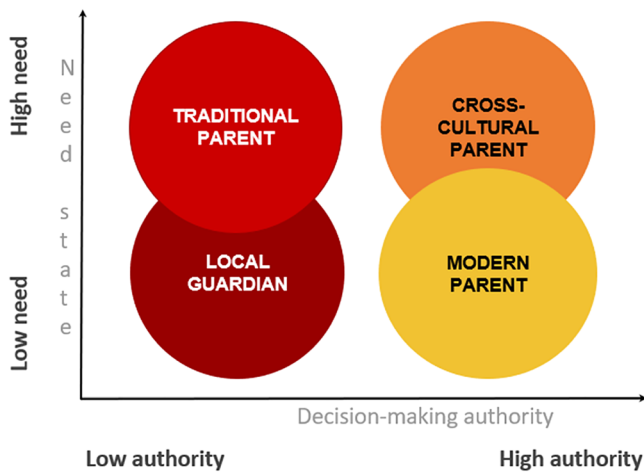 High need
Need state
Low need
TRADITIONAL
PARENT
CROSS-
CULTURAL
PARENT
LOCAL
GUARDIAN
MODERN
PARENT
Decision-making authority
Low authority
High authority